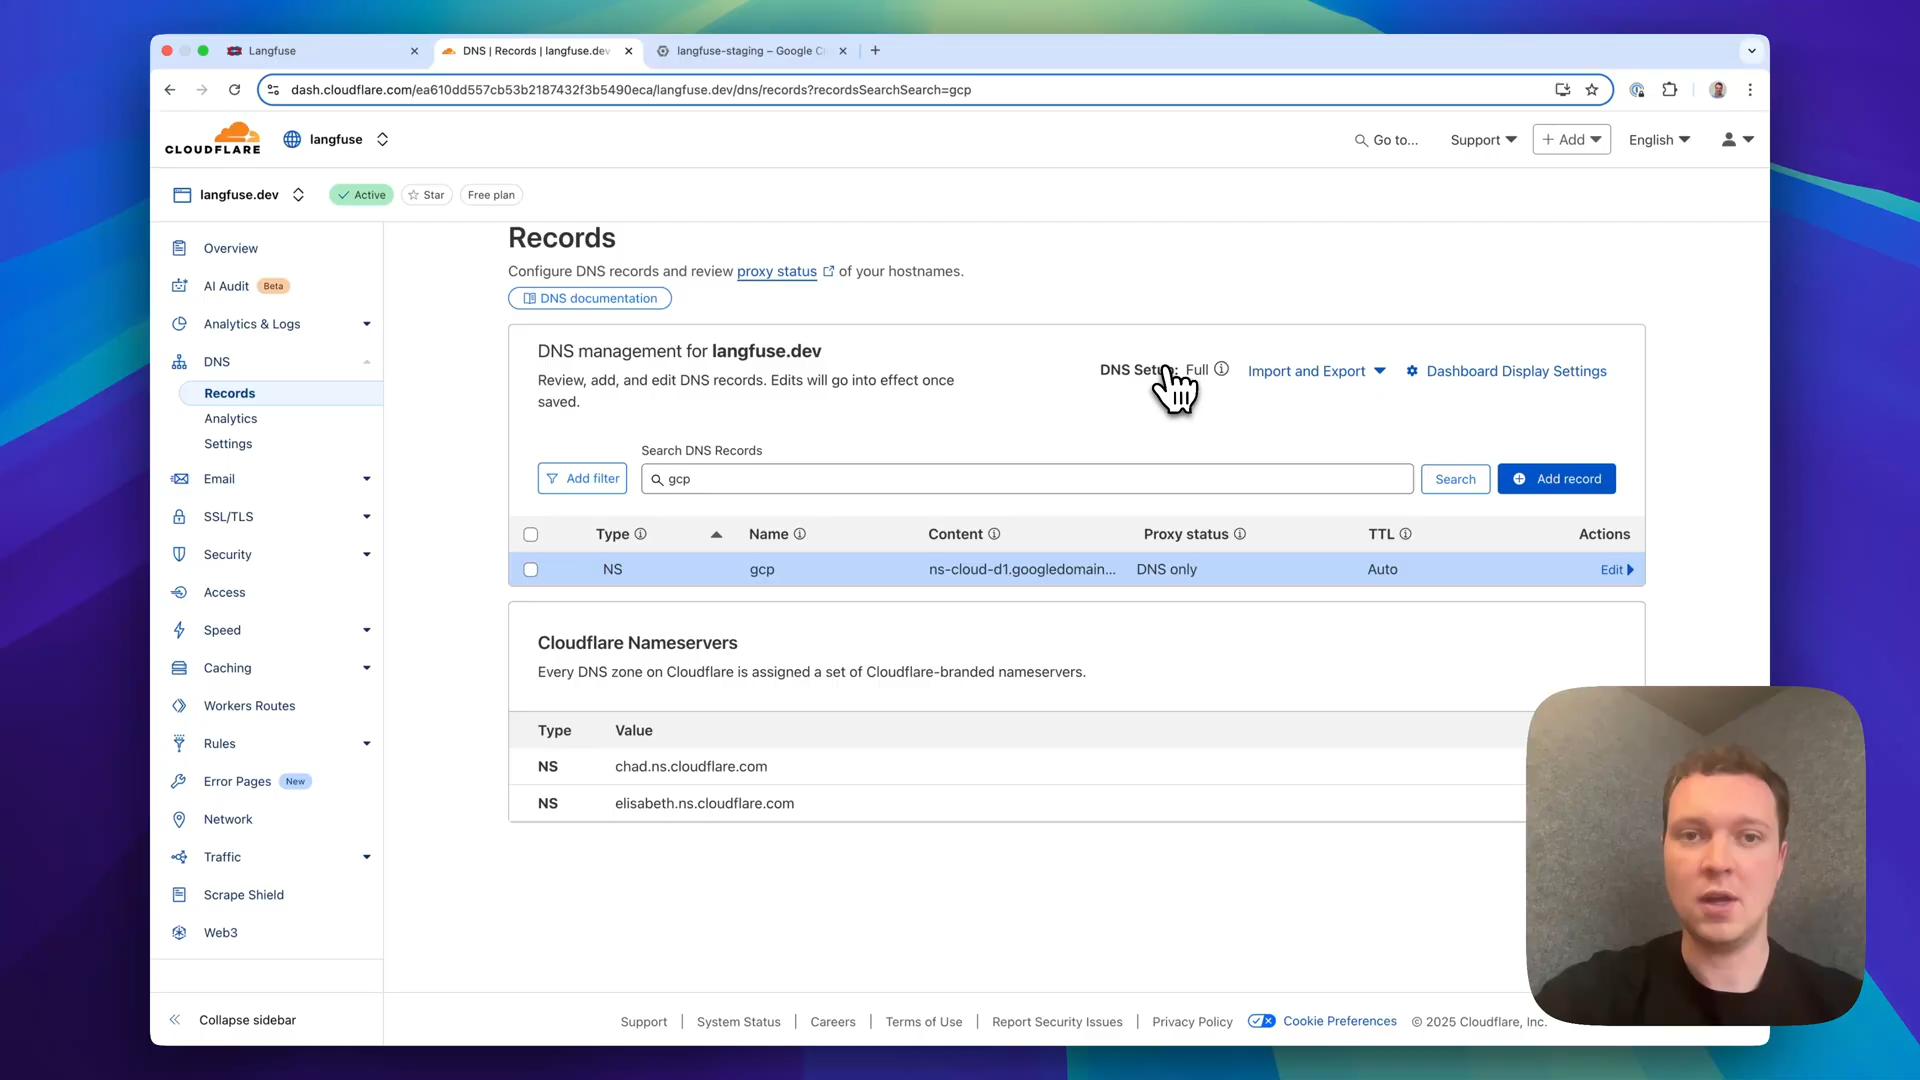 Langfuse
DNS | Records | langfuse.dev
langfuse-staging – Google C
dash.cloudflare.com/ea610dd557cb53b2187432f3b5490eca/langfuse.dev/dns/records?recordsSearchSearch=gcp
CLOUDFLARE
langfuse
Go to...
Support
Add
English
langfuse.dev
Active
Star
Free plan
Overview
AI Audit
Beta
Analytics & Logs
DNS
Records
Analytics
Settings
Email
SSL/TLS
Security
Access
Speed
Caching
Workers Routes
Rules
Error Pages
New
Network
Traffic
Scrape Shield
Web3
Collapse sidebar
Records
Configure DNS records and review proxy status of your hostnames.
DNS documentation
DNS management for langfuse.dev
Review, add, and edit DNS records. Edits will go into effect once
saved.
DNS Setup: Full
Import and Export
Dashboard Display Settings
Search DNS Records
Add filter
gcp
Search
Add record
Type Name Content Proxy status TTL Actions
NS gcp ns-cloud-d1.googledomain... DNS only Auto Edit
Cloudflare Nameservers
Every DNS zone on Cloudflare is assigned a set of Cloudflare-branded nameservers.
Type Value
NS chad.ns.cloudflare.com
NS elisabeth.ns.cloudflare.com
Support | System Status | Careers | Terms of Use | Report Security Issues | Privacy Policy Cookie Preferences © 2025 Cloudflare, Inc.